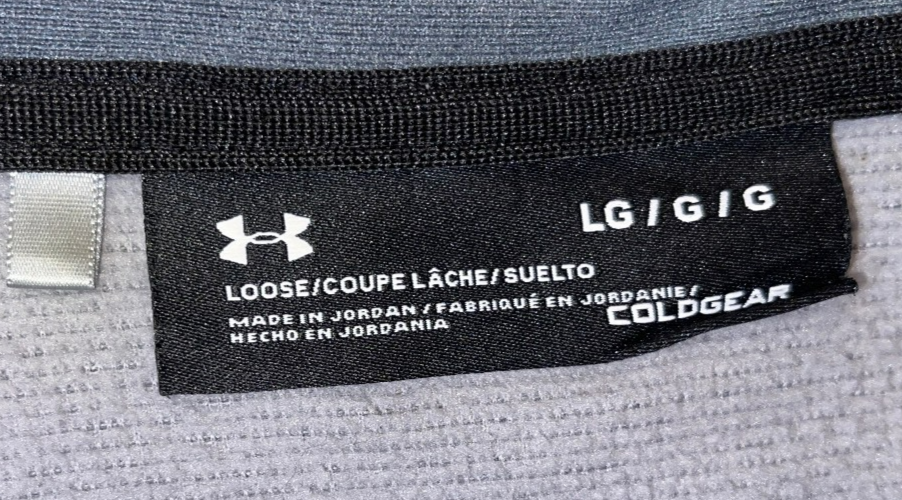 LG / G / G
LOOSE/COUPE LÂCHE/SUELTO
MADE IN JORDAN / FABRIQUÉ EN JORDANIE/
HECHO EN JORDANIA
COLDGEAR